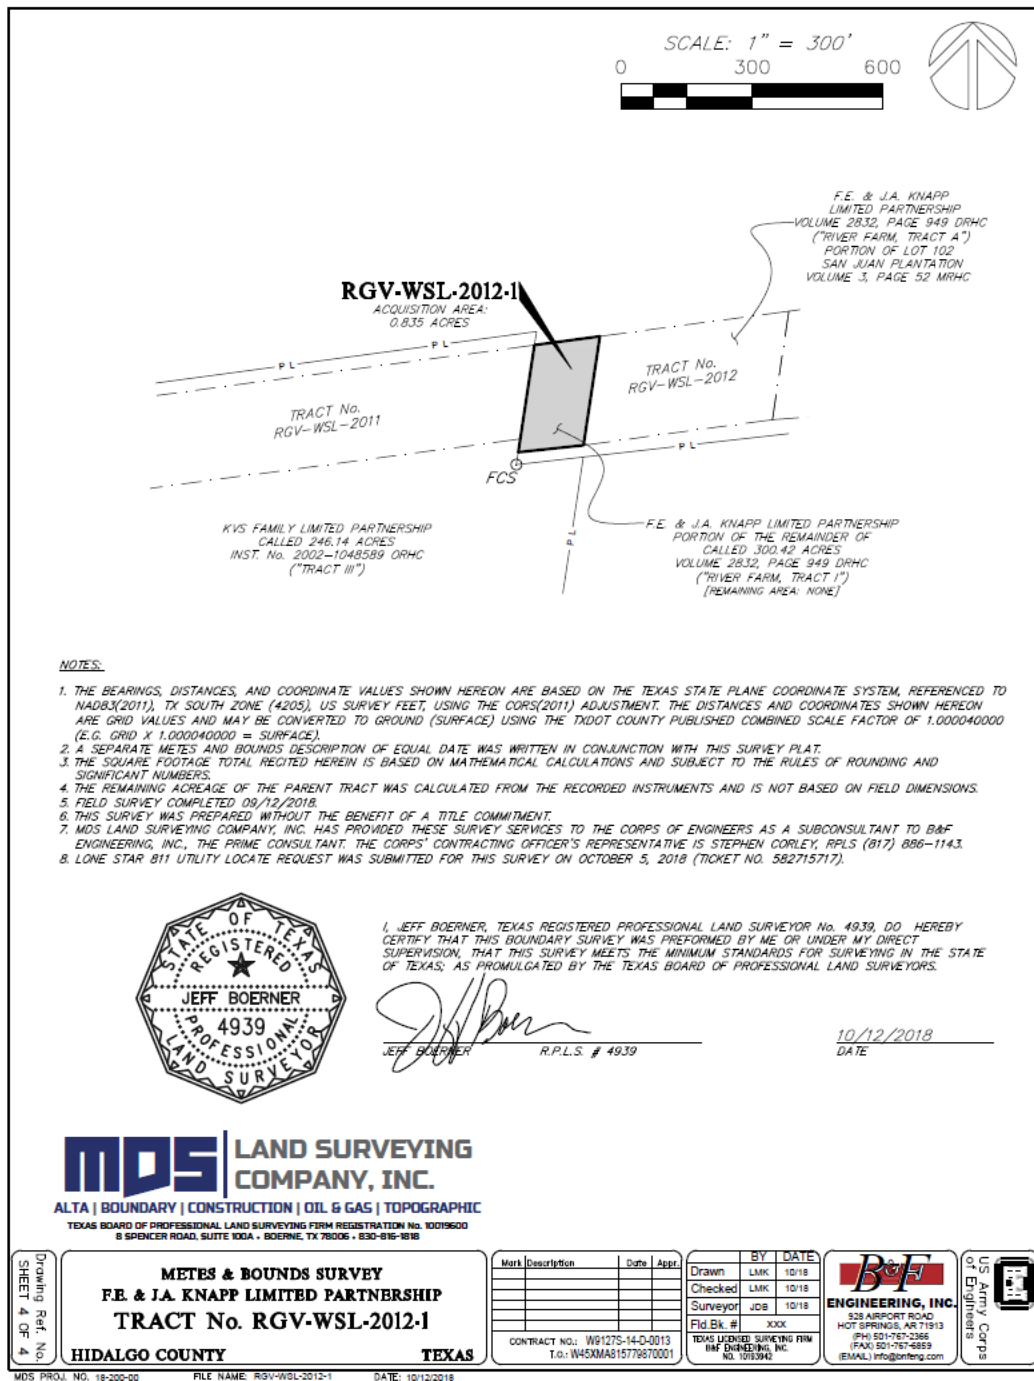 SCALE: 1" = 300'
0 300 600
F.E. & J.A. KNAPP
LIMITED PARTNERSHIP
VOLUME 2832, PAGE 949 DRHC
("RIVER FARM, TRACT A")
PORTION OF LOT 102
SAN JUAN PLANTATION
VOLUME 3, PAGE 52 MRHC
RGV-WSL-2012-1
ACQUISITION AREA:
0.835 ACRES
P L
P L
TRACT No.
RGV-WSL-2012
TRACT No.
RGV-WSL-2011
P L
FCS
P L
KVS FAMILY LIMITED PARTNERSHIP
CALLED 246.14 ACRES
INST. No. 2002-1048589 ORHC
("TRACT III")
F.E. & J.A. KNAPP LIMITED PARTNERSHIP
PORTION OF THE REMAINDER OF
CALLED 300.42 ACRES
VOLUME 2832, PAGE 949 DRHC
("RIVER FARM, TRACT I")
[REMAINING AREA: NONE]
NOTES:
1. THE BEARINGS, DISTANCES, AND COORDINATE VALUES SHOWN HEREON ARE BASED ON THE TEXAS STATE PLANE COORDINATE SYSTEM, REFERENCED TO
NAD83(2011), TX SOUTH ZONE (4205), US SURVEY FEET, USING THE CORS(2011) ADJUSTMENT. THE DISTANCES AND COORDINATES SHOWN HEREON
ARE GRID VALUES AND MAY BE CONVERTED TO GROUND (SURFACE) USING THE TXDOT COUNTY PUBLISHED COMBINED SCALE FACTOR OF 1.000040000
(E.G. GRID X 1.000040000 = SURFACE).
2. A SEPARATE METES AND BOUNDS DESCRIPTION OF EQUAL DATE WAS WRITTEN IN CONJUNCTION WITH THIS SURVEY PLAT.
3. THE SQUARE FOOTAGE TOTAL RECITED HEREIN IS BASED ON MATHEMATICAL CALCULATIONS AND SUBJECT TO THE RULES OF ROUNDING AND
SIGNIFICANT NUMBERS.
4. THE REMAINING ACREAGE OF THE PARENT TRACT WAS CALCULATED FROM THE RECORDED INSTRUMENTS AND IS NOT BASED ON FIELD DIMENSIONS.
5. FIELD SURVEY COMPLETED 09/12/2018.
6. THIS SURVEY WAS PREPARED WITHOUT THE BENEFIT OF A TITLE COMMITMENT.
7. MDS LAND SURVEYING COMPANY, INC. HAS PROVIDED THESE SURVEY SERVICES TO THE CORPS OF ENGINEERS AS A SUBCONSULTANT TO B&F
ENGINEERING, INC., THE PRIME CONSULTANT. THE CORPS' CONTRACTING OFFICER'S REPRESENTATIVE IS STEPHEN CORLEY, RPLS (817) 886-1143.
8. LONE STAR 811 UTILITY LOCATE REQUEST WAS SUBMITTED FOR THIS SURVEY ON OCTOBER 5, 2018 (TICKET NO. 582715717).
STATE OF TEXAS
REGISTERED
JEFF BOERNER
4939
PROFESSIONAL
LAND SURVEYOR
I, JEFF BOERNER, TEXAS REGISTERED PROFESSIONAL LAND SURVEYOR No. 4939, DO HEREBY
CERTIFY THAT THIS BOUNDARY SURVEY WAS PREFORMED BY ME OR UNDER MY DIRECT
SUPERVISION, THAT THIS SURVEY MEETS THE MINIMUM STANDARDS FOR SURVEYING IN THE STATE
OF TEXAS; AS PROMULGATED BY THE TEXAS BOARD OF PROFESSIONAL LAND SURVEYORS.
JEFF BOERNER R.P.L.S. # 4939
10/12/2018
DATE
MDS LAND SURVEYING
COMPANY, INC.
ALTA | BOUNDARY | CONSTRUCTION | OIL & GAS | TOPOGRAPHIC
TEXAS BOARD OF PROFESSIONAL LAND SURVEYING FIRM REGISTRATION No. 10019600
8 SPENCER ROAD, SUITE 100A • BOERNE, TX 78006 • 830-816-1818
Drawing Ref. No.
SHEET 4 OF 4
METES & BOUNDS SURVEY
F.E. & J.A. KNAPP LIMITED PARTNERSHIP
TRACT No. RGV-WSL-2012-1
HIDALGO COUNTY TEXAS
Mark Description Date Appr.
CONTRACT NO.: W9127S-14-D-0013
T.O.: W45XMA815779870001
BY DATE
Drawn LMK 10/18
Checked LMK 10/18
Surveyor JDB 10/18
Fld.Bk. # XXX
TEXAS LICENSED SURVEYING FIRM
B&F ENGINEERING, INC.
NO. 10193942
B&F
ENGINEERING, INC.
928 AIRPORT ROAD
HOT SPRINGS, AR 71913
(PH) 501-767-2366
(FAX) 501-767-6859
(EMAIL) info@bnfeng.com
US Army Corps
of Engineers
MDS PROJ. NO. 18-200-00 FILE NAME: RGV-WSL-2012-1 DATE: 10/12/2018